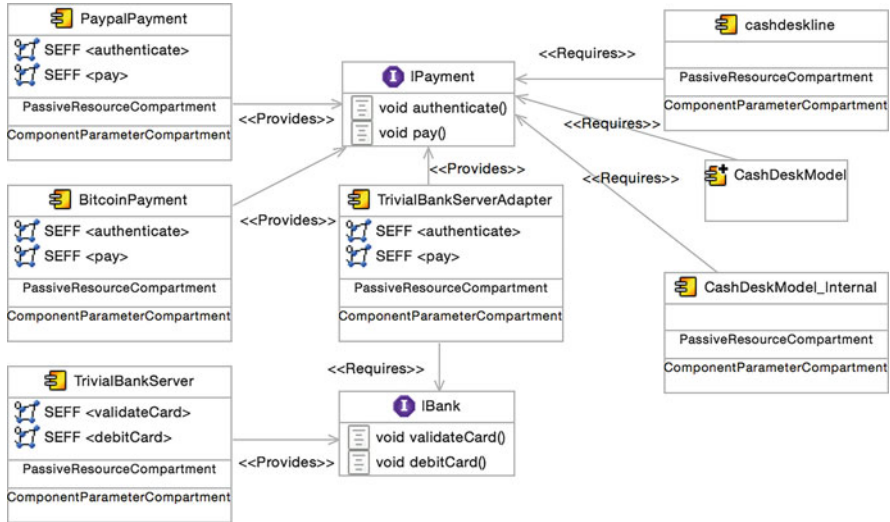 PaypalPayment
SEFF <authenticate>
SEFF <pay>
PassiveResourceCompartment
ComponentParameterCompartment
<<Provides>>
I IPayment
void authenticate()
void pay()
<<Requires>>
cashdeskline
PassiveResourceCompartment
ComponentParameterCompartment
<<Requires>>
CashDeskModel
<<Requires>>
CashDeskModel_Internal
PassiveResourceCompartment
ComponentParameterCompartment
BitcoinPayment
SEFF <authenticate>
SEFF <pay>
PassiveResourceCompartment
ComponentParameterCompartment
<<Provides>>
<<Provides>>
TrivialBankServerAdapter
SEFF <authenticate>
SEFF <pay>
PassiveResourceCompartment
ComponentParameterCompartment
<<Requires>>
TrivialBankServer
SEFF <validateCard>
SEFF <debitCard>
PassiveResourceCompartment
ComponentParameterCompartment
<<Provides>>
I IBank
void validateCard()
void debitCard()